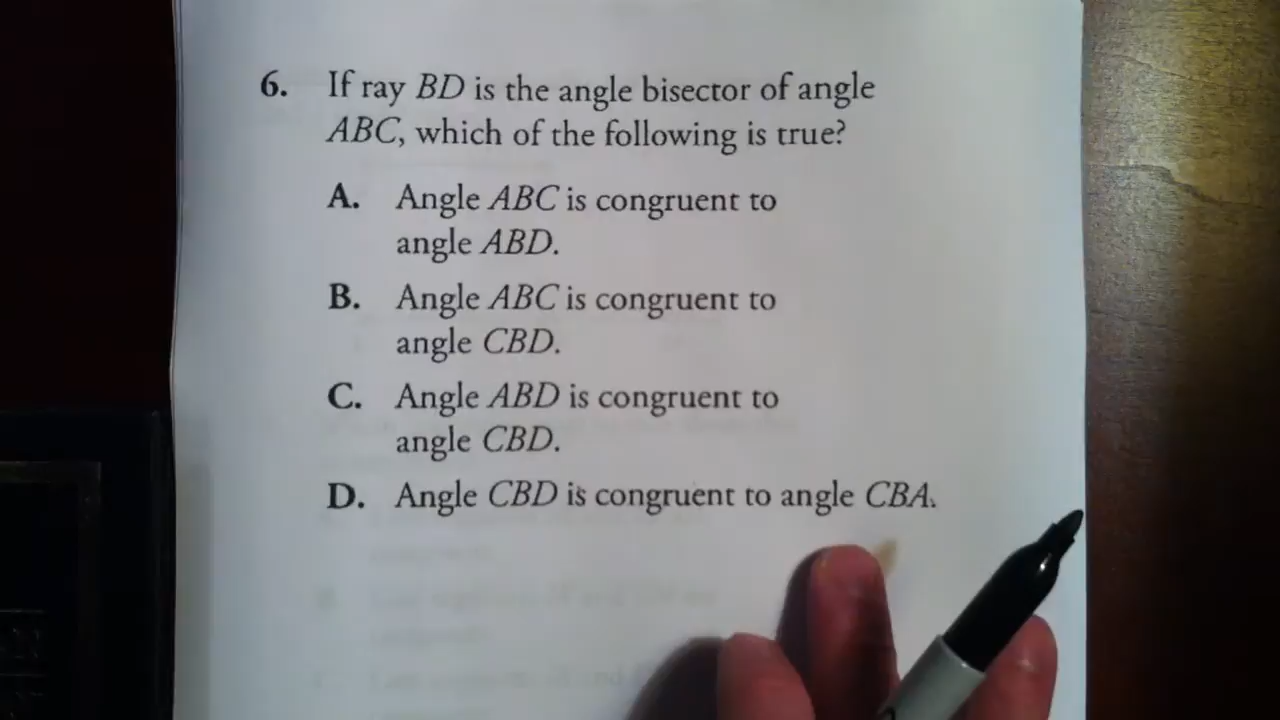 6. If ray BD is the angle bisector of angle
ABC, which of the following is true?
A. Angle ABC is congruent to
angle ABD.
B. Angle ABC is congruent to
angle CBD.
C. Angle ABD is congruent to
angle CBD.
D. Angle CBD is congruent to angle CBA.